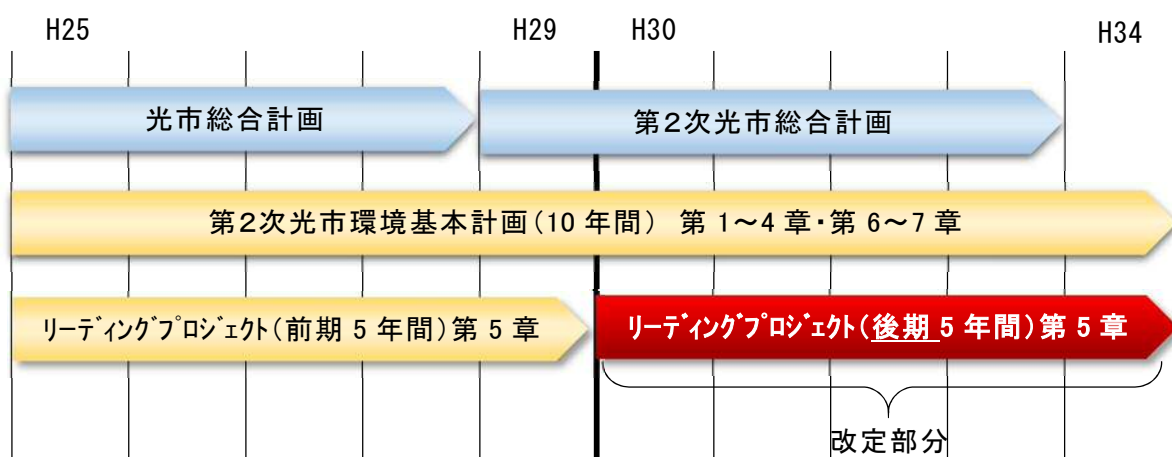 H25 H29 H30 H34
光市総合計画 第2次光市総合計画
第2次光市環境基本計画(10年間) 第1~4章・第6~7章
リーディングプロジェクト(前期5年間)第5章 リーディングプロジェクト(後期5年間)第5章
改定部分